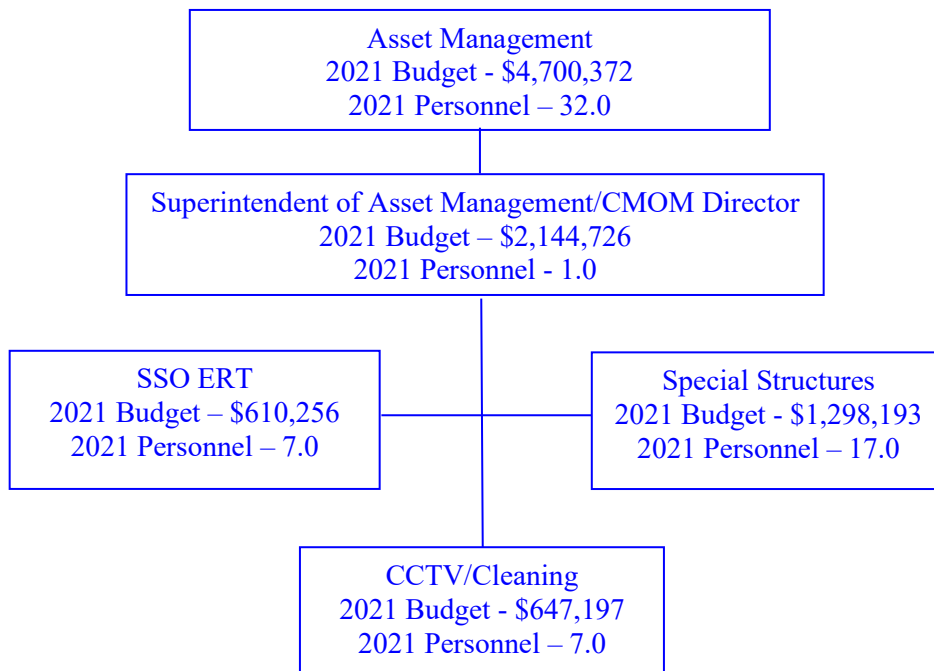 Asset Management
2021 Budget - $4,700,372
2021 Personnel – 32.0
Superintendent of Asset Management/CMOM Director
2021 Budget – $2,144,726
2021 Personnel - 1.0
SSO ERT
2021 Budget – $610,256
2021 Personnel – 7.0
Special Structures
2021 Budget - $1,298,193
2021 Personnel – 17.0
CCTV/Cleaning
2021 Budget - $647,197
2021 Personnel – 7.0